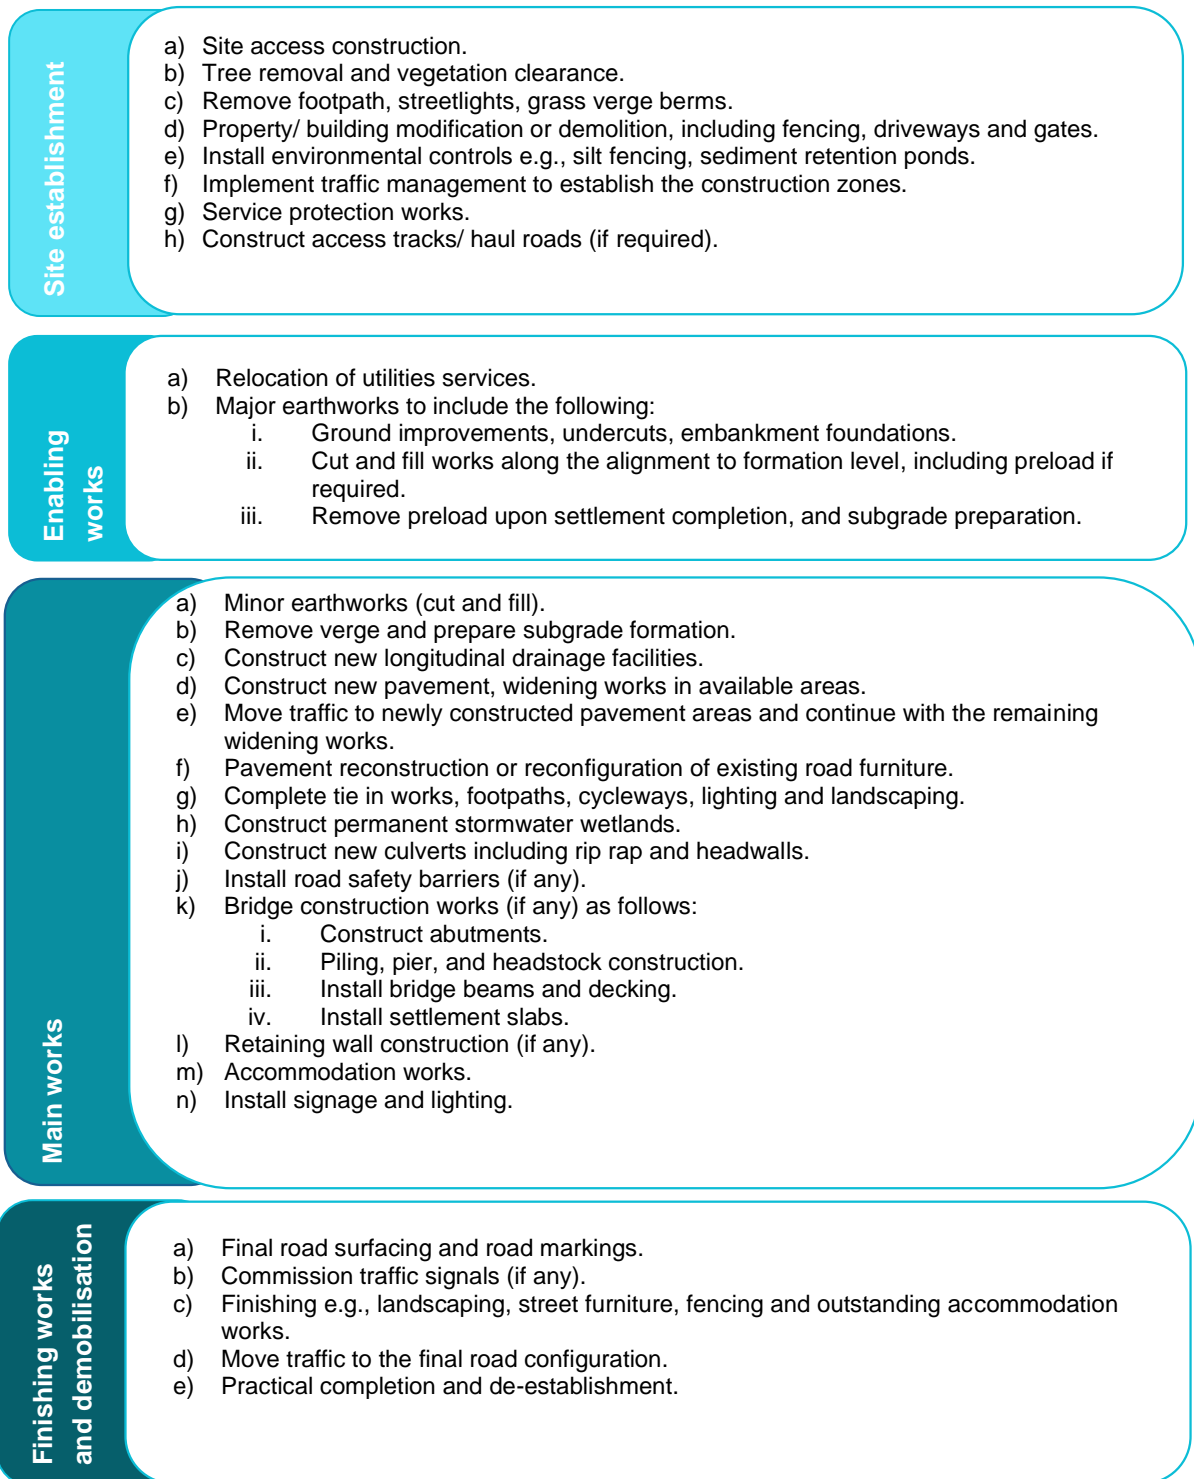 Site establishment
a) Site access construction.
b) Tree removal and vegetation clearance.
c) Remove footpath, streetlights, grass verge berms.
d) Property/ building modification or demolition, including fencing, driveways and gates.
e) Install environmental controls e.g., silt fencing, sediment retention ponds.
f) Implement traffic management to establish the construction zones.
g) Service protection works.
h) Construct access tracks/ haul roads (if required).
Enabling
works
a) Relocation of utilities services.
b) Major earthworks to include the following:
i. Ground improvements, undercuts, embankment foundations.
ii. Cut and fill works along the alignment to formation level, including preload if
required.
iii. Remove preload upon settlement completion, and subgrade preparation.
Main works
a) Minor earthworks (cut and fill).
b) Remove verge and prepare subgrade formation.
c) Construct new longitudinal drainage facilities.
d) Construct new pavement, widening works in available areas.
e) Move traffic to newly constructed pavement areas and continue with the remaining
widening works.
f) Pavement reconstruction or reconfiguration of existing road furniture.
g) Complete tie in works, footpaths, cycleways, lighting and landscaping.
h) Construct permanent stormwater wetlands.
i) Construct new culverts including rip rap and headwalls.
j) Install road safety barriers (if any).
k) Bridge construction works (if any) as follows:
i. Construct abutments.
ii. Piling, pier, and headstock construction.
iii. Install bridge beams and decking.
iv. Install settlement slabs.
l) Retaining wall construction (if any).
m) Accommodation works.
n) Install signage and lighting.
Finishing works
and demobilisation
a) Final road surfacing and road markings.
b) Commission traffic signals (if any).
c) Finishing e.g., landscaping, street furniture, fencing and outstanding accommodation
works.
d) Move traffic to the final road configuration.
e) Practical completion and de-establishment.